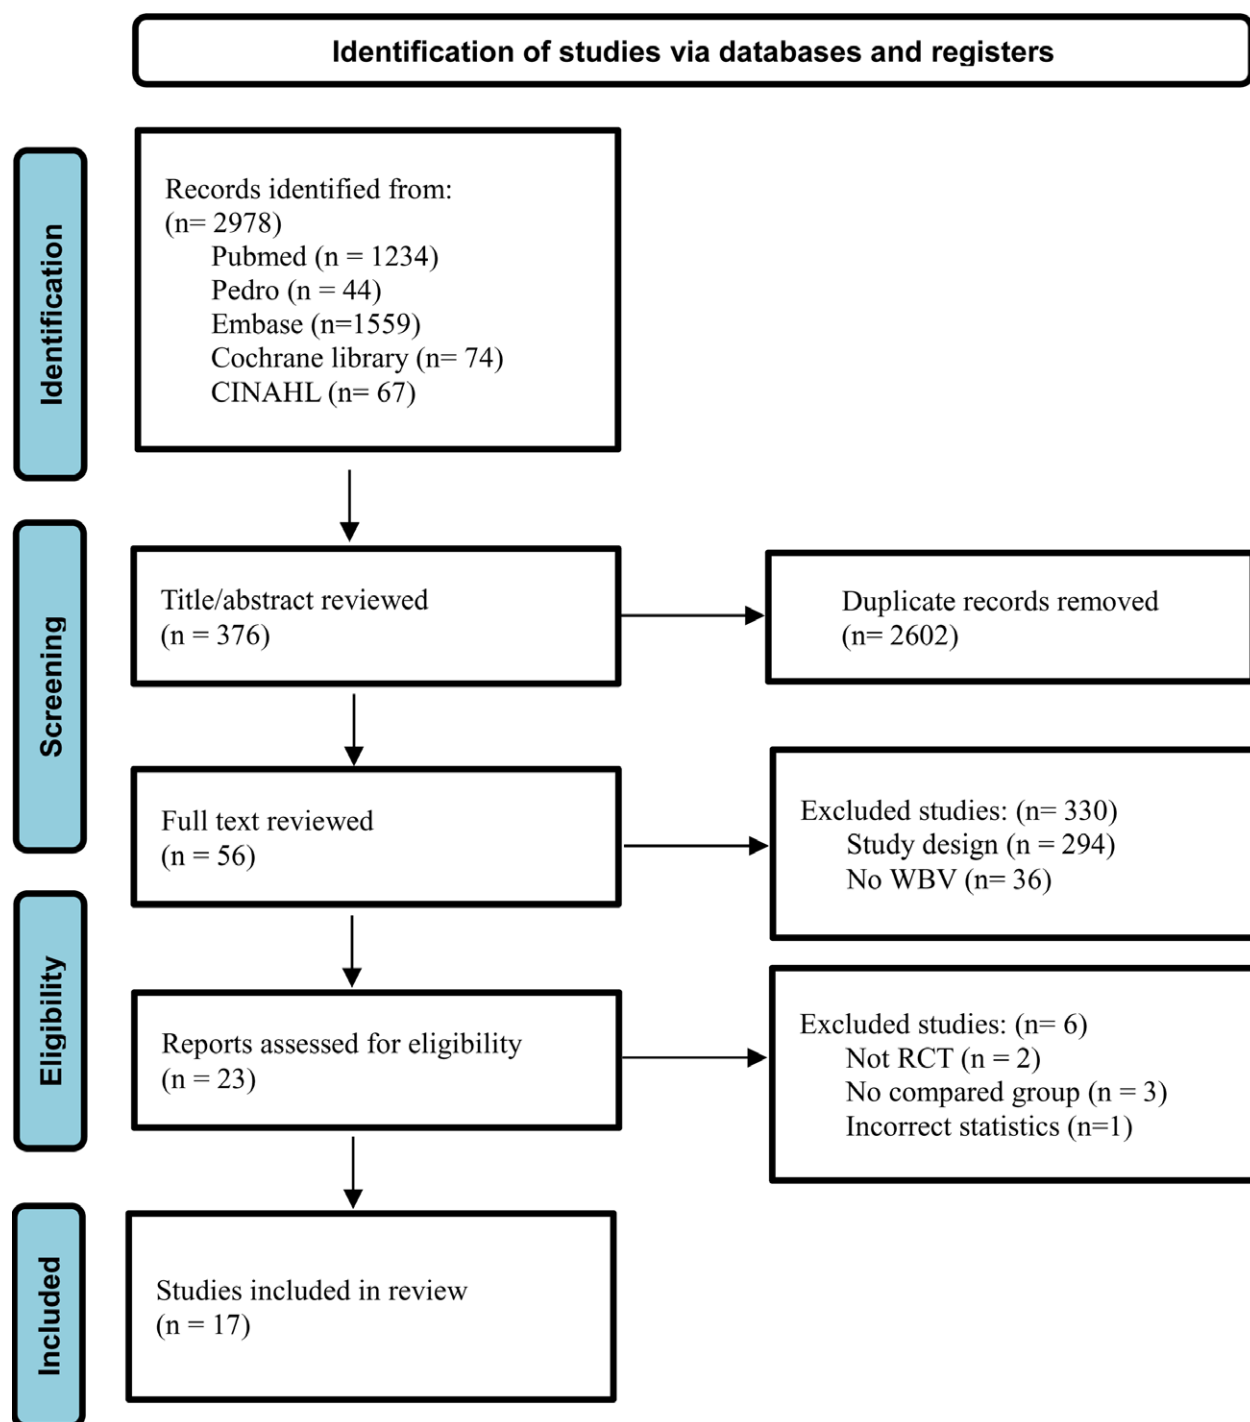 Identification of studies via databases and registers
Identification
Records identified from:
(n= 2978)
Pubmed (n = 1234)
Pedro (n = 44)
Embase (n=1559)
Cochrane library (n= 74)
CINAHL (n= 67)
Screening
Title/abstract reviewed
(n = 376)
Duplicate records removed
(n= 2602)
Full text reviewed
(n = 56)
Excluded studies: (n= 330)
Study design (n = 294)
No WBV (n= 36)
Eligibility
Reports assessed for eligibility
(n = 23)
Excluded studies: (n= 6)
Not RCT (n = 2)
No compared group (n = 3)
Incorrect statistics (n=1)
Included
Studies included in review
(n = 17)